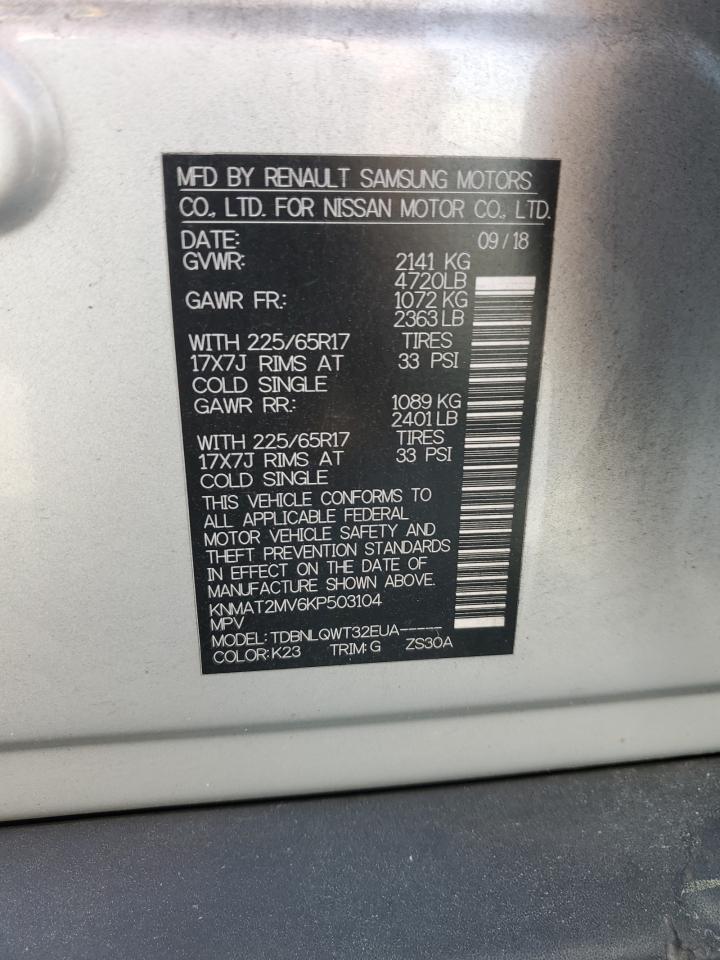 MFD BY RENAULT SAMSUNG MOTORS
CO., LTD. FOR NISSAN MOTOR CO., LTD.
DATE: 09/18
GVWR: 2141 KG
4720LB
GAWR FR.: 1072 KG
2363 LB
WITH 225/65R17 TIRES
17X7J RIMS AT 33 PSI
COLD SINGLE
GAWR RR.: 1089 KG
2401 LB
WITH 225/65R17 TIRES
17X7J RIMS AT 33 PSI
COLD SINGLE
THIS VEHICLE CONFORMS TO
ALL APPLICABLE FEDERAL
MOTOR VEHICLE SAFETY AND
THEFT PREVENTION STANDARDS
IN EFFECT ON THE DATE OF
MANUFACTURE SHOWN ABOVE.
KNMAT2MV6KP503104
MPV
MODEL: TDBNLQWT32EUA-----
COLOR: K23 TRIM: G ZS30A